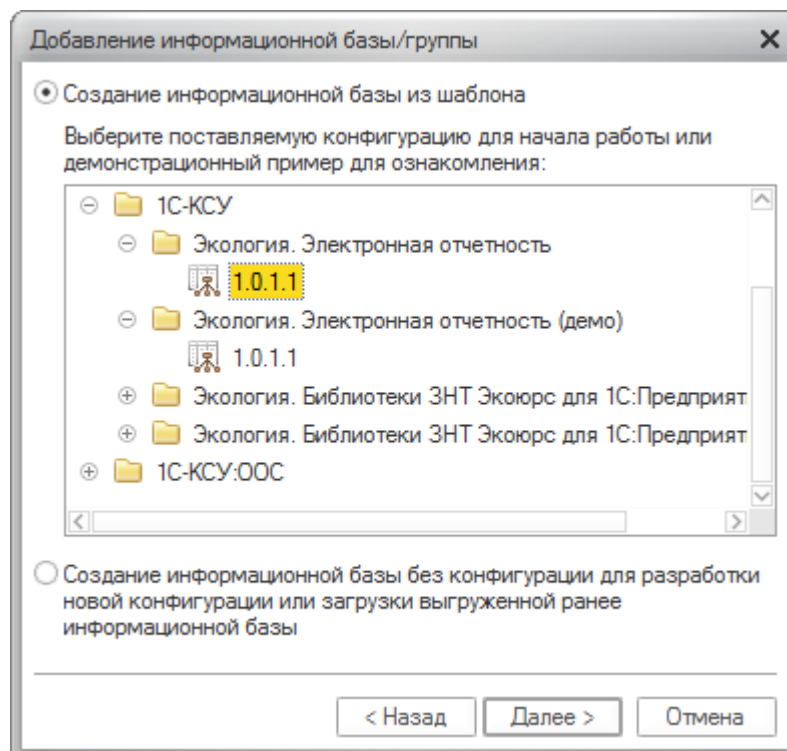 Добавление информационной базы/группы
Создание информационной базы из шаблона
Выберите поставляемую конфигурацию для начала работы или
демонстрационный пример для ознакомления:
1С-КСУ
Экология. Электронная отчетность
1.0.1.1
Экология. Электронная отчетность (демо)
1.0.1.1
Экология. Библиотеки ЗНТ Экоюрс для 1С:Предприят
Экология. Библиотеки ЗНТ Экоюрс для 1С:Предприят
1С-КСУ:ООС
Создание информационной базы без конфигурации для разработки
новой конфигурации или загрузки выгруженной ранее
информационной базы
< Назад
Далее >
Отмена